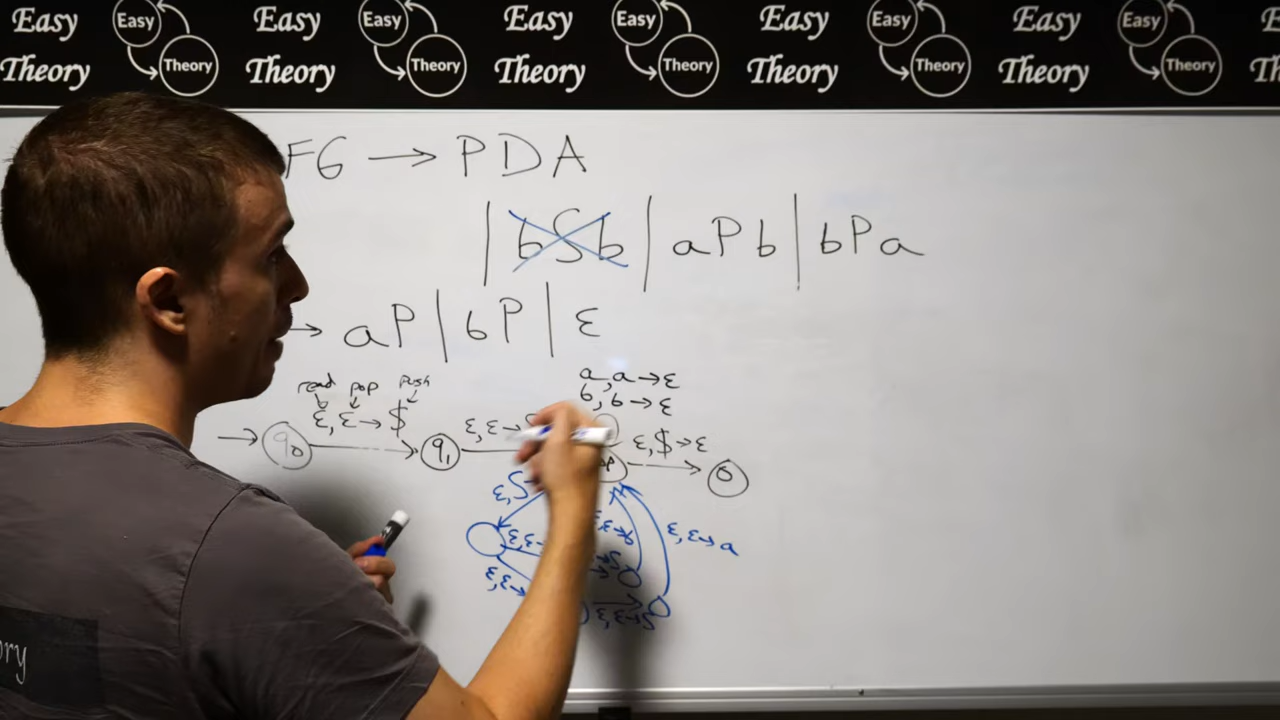 Easy Theory Easy Theory Easy Theory Easy Theory Easy Theory Easy Theory Easy Theory Easy Theory Easy Theory Easy Theory
FG → PDA
| bSb | aPb | bPa
→ aP | bP | ε
read pop push
a,a→ε
b,b→ε
ε,ε→$
q0 q1 ε,ε→
ε,$→ε
ε,S
ε,ε→a
ε,ε→
ory